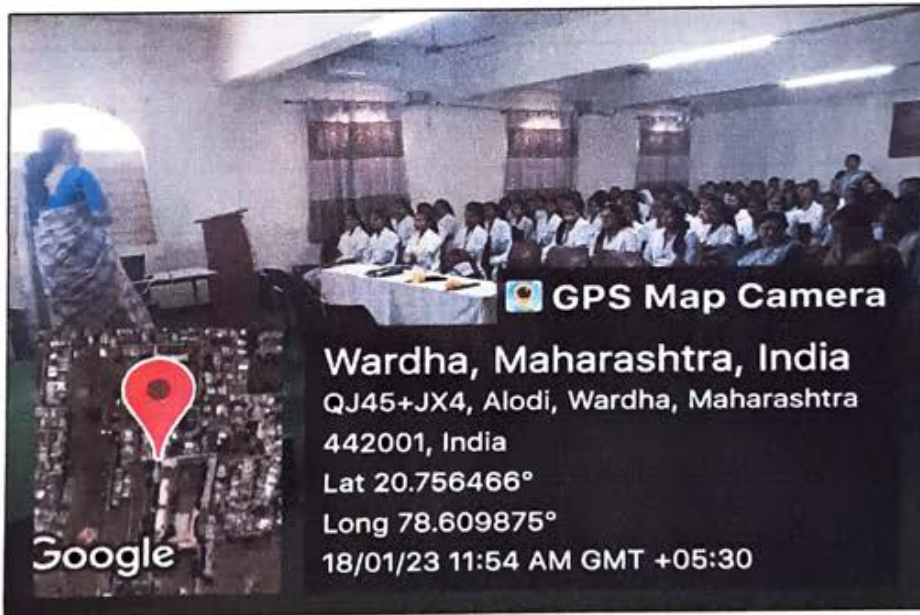 GPS Map Camera
Wardha, Maharashtra, India
QJ45+JX4, Alodi, Wardha, Maharashtra
442001, India
Lat 20.756466°
Long 78.609875°
18/01/23 11:54 AM GMT +05:30
Google